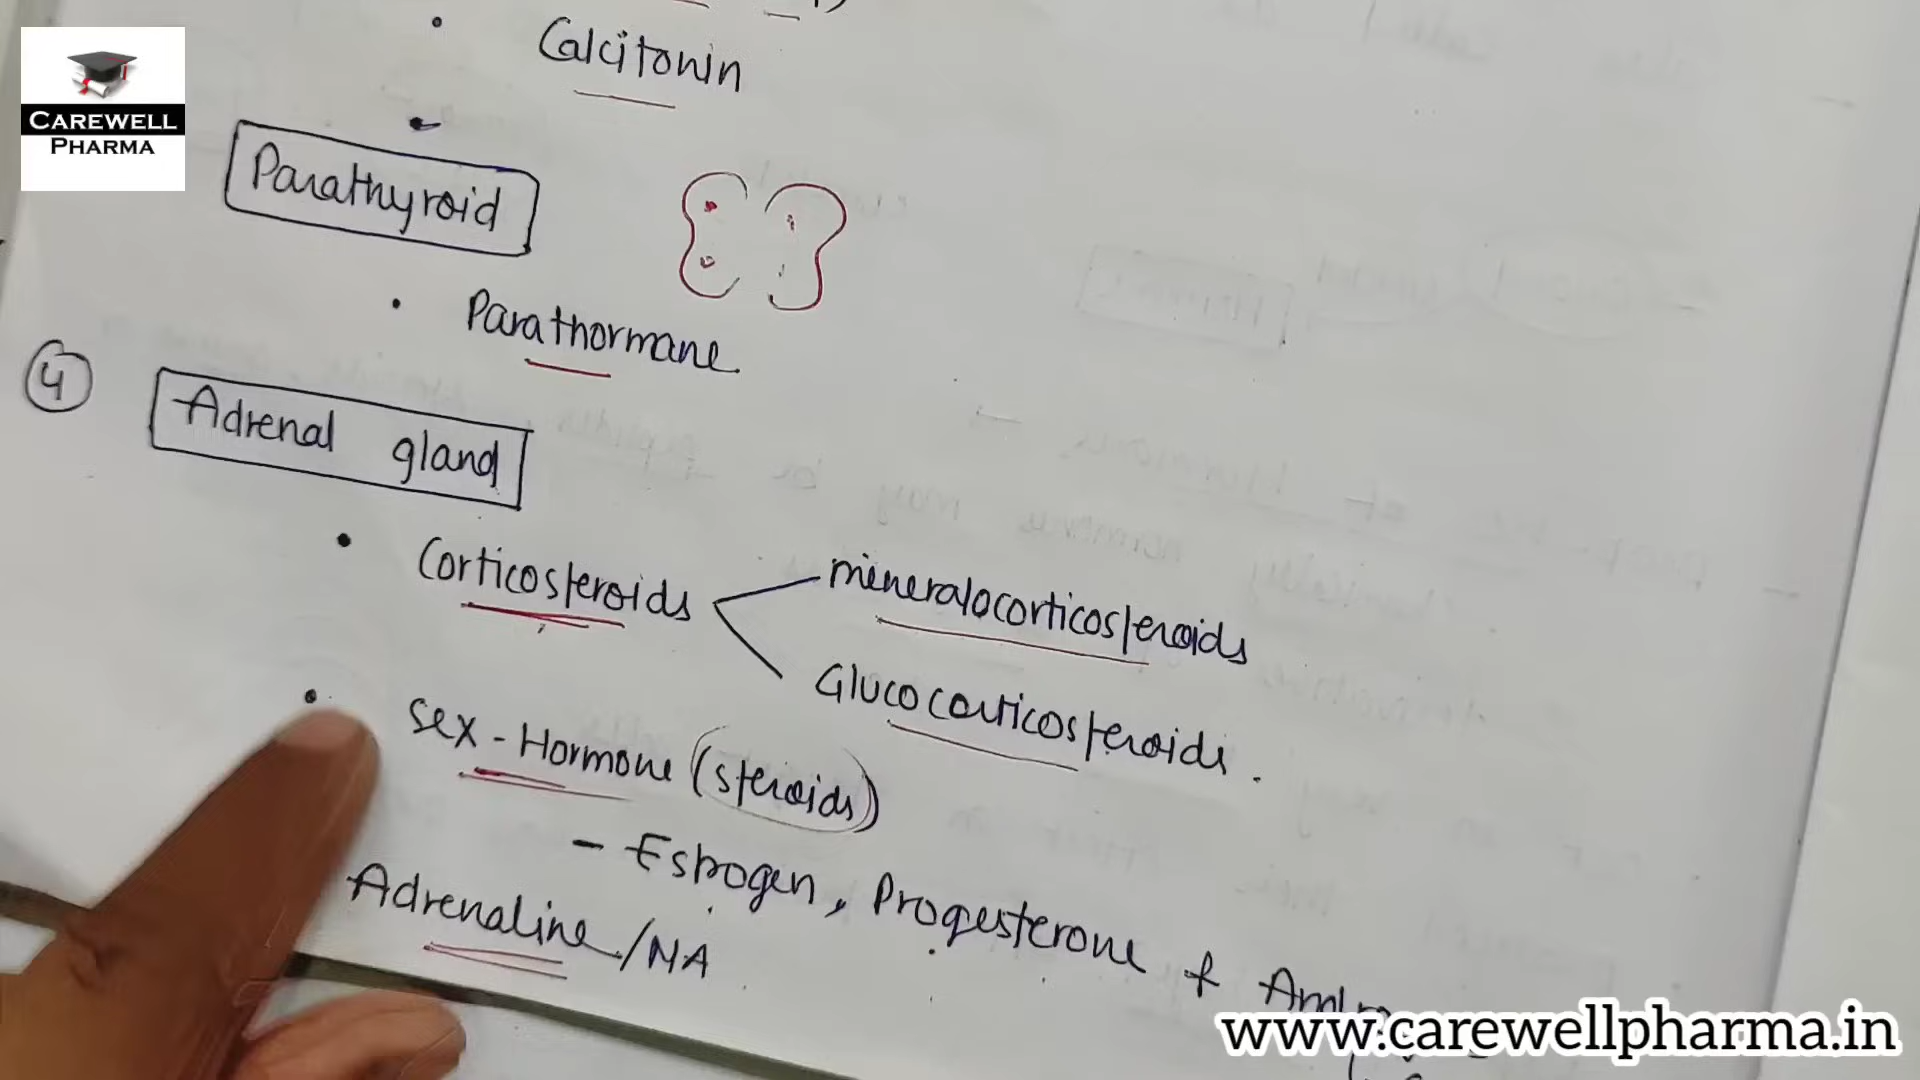 Calcitonin
CAREWELL
PHARMA
Parathyroid
Parathormane
4
Adrenal gland
Corticosteroids
mineralocorticosteroids
Glucocorticosteroids.
Sex-Hormone (steroids)
- Estrogen, Progesterone +
Adrenaline/NA
www.carewellpharma.in